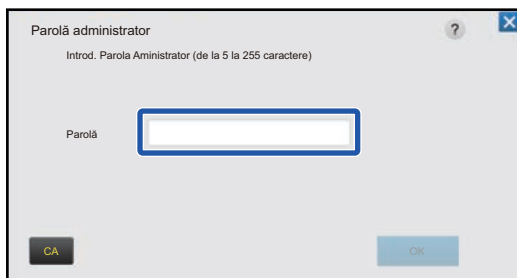 Parolă administrator
?
Introd. Parola Aministrator (de la 5 la 255 caractere)
Parolă
CA
OK